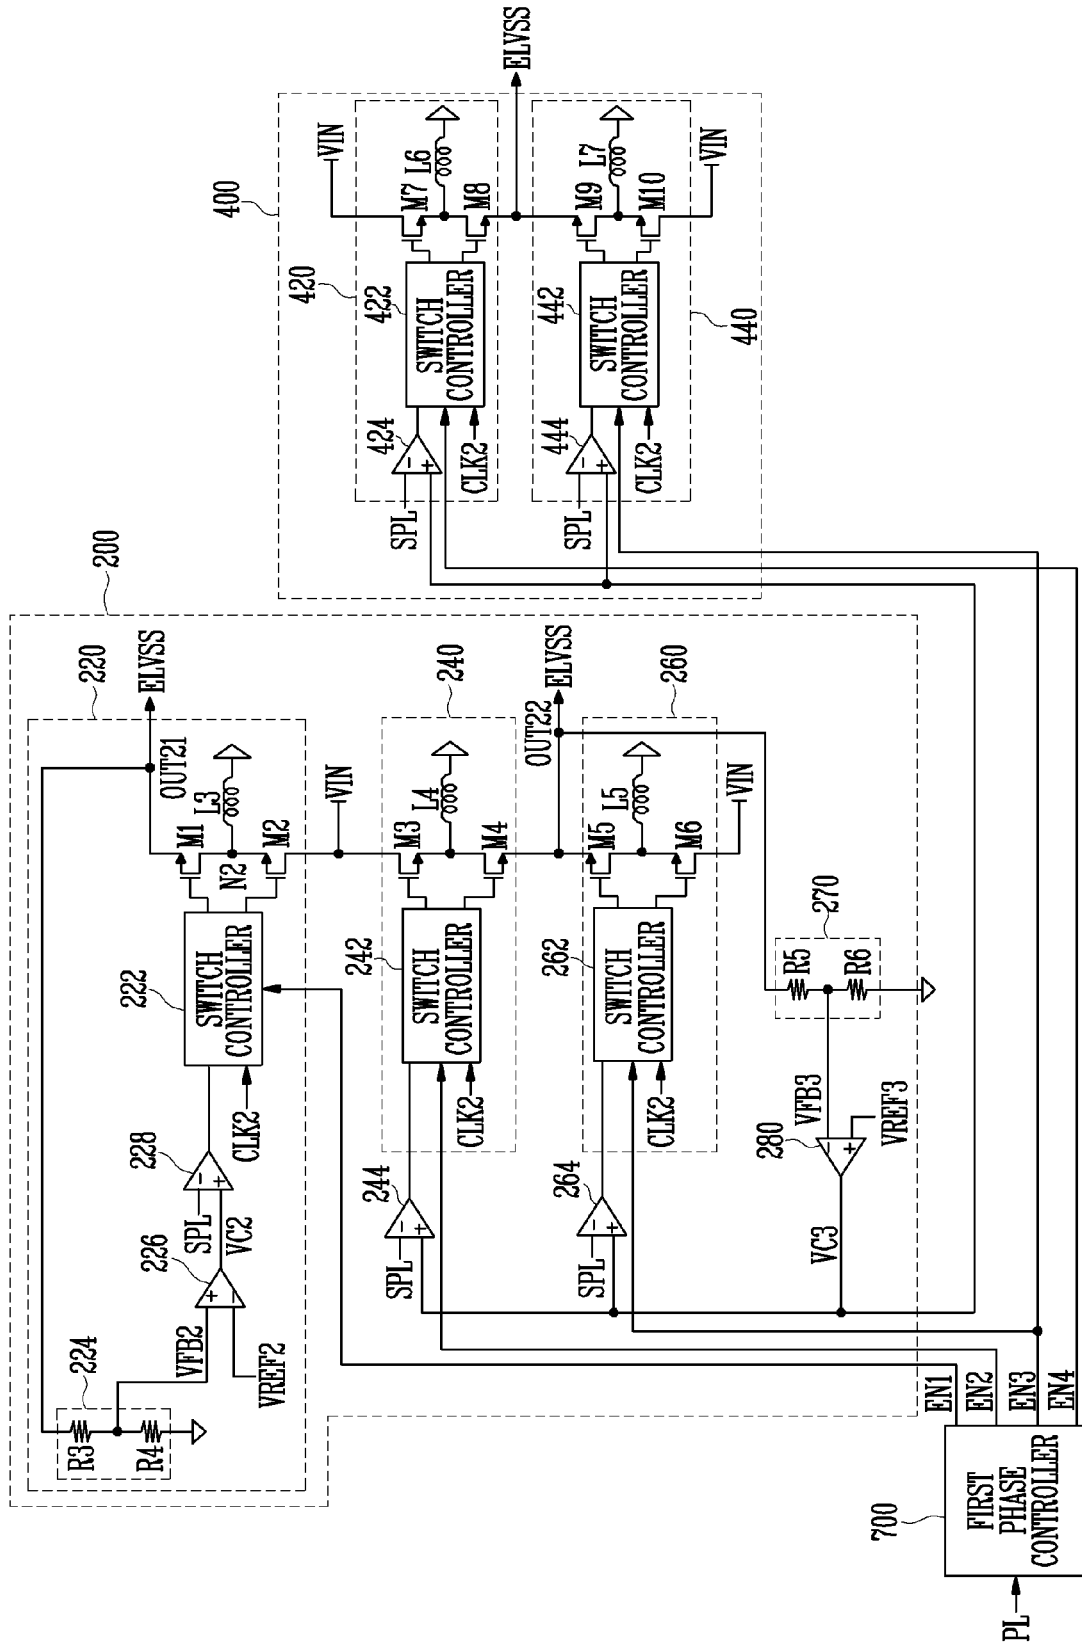 200
220
224
R3
R4
VFB2
VREF2
226
VC2
SPL
228
CLK2
222
SWITCH
CONTROLLER
N2
M1
M2
OUT21
L3
ELVSS
VIN
240
244
SPL
242
SWITCH
CONTROLLER
CLK2
M3
M4
L4
OUT22
ELVSS
260
264
SPL
262
SWITCH
CONTROLLER
CLK2
M5
M6
L5
VIN
270
R5
R6
VFB3
VREF3
280
VC3
PL
700
FIRST
PHASE
CONTROLLER
EN1
EN2
EN3
EN4
400
420
422
SWITCH
CONTROLLER
424
SPL
CLK2
M7
M8
L6
VIN
ELVSS
440
442
SWITCH
CONTROLLER
444
SPL
CLK2
M9
M10
L7
VIN